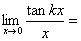 lim x→0 tan kx / x =